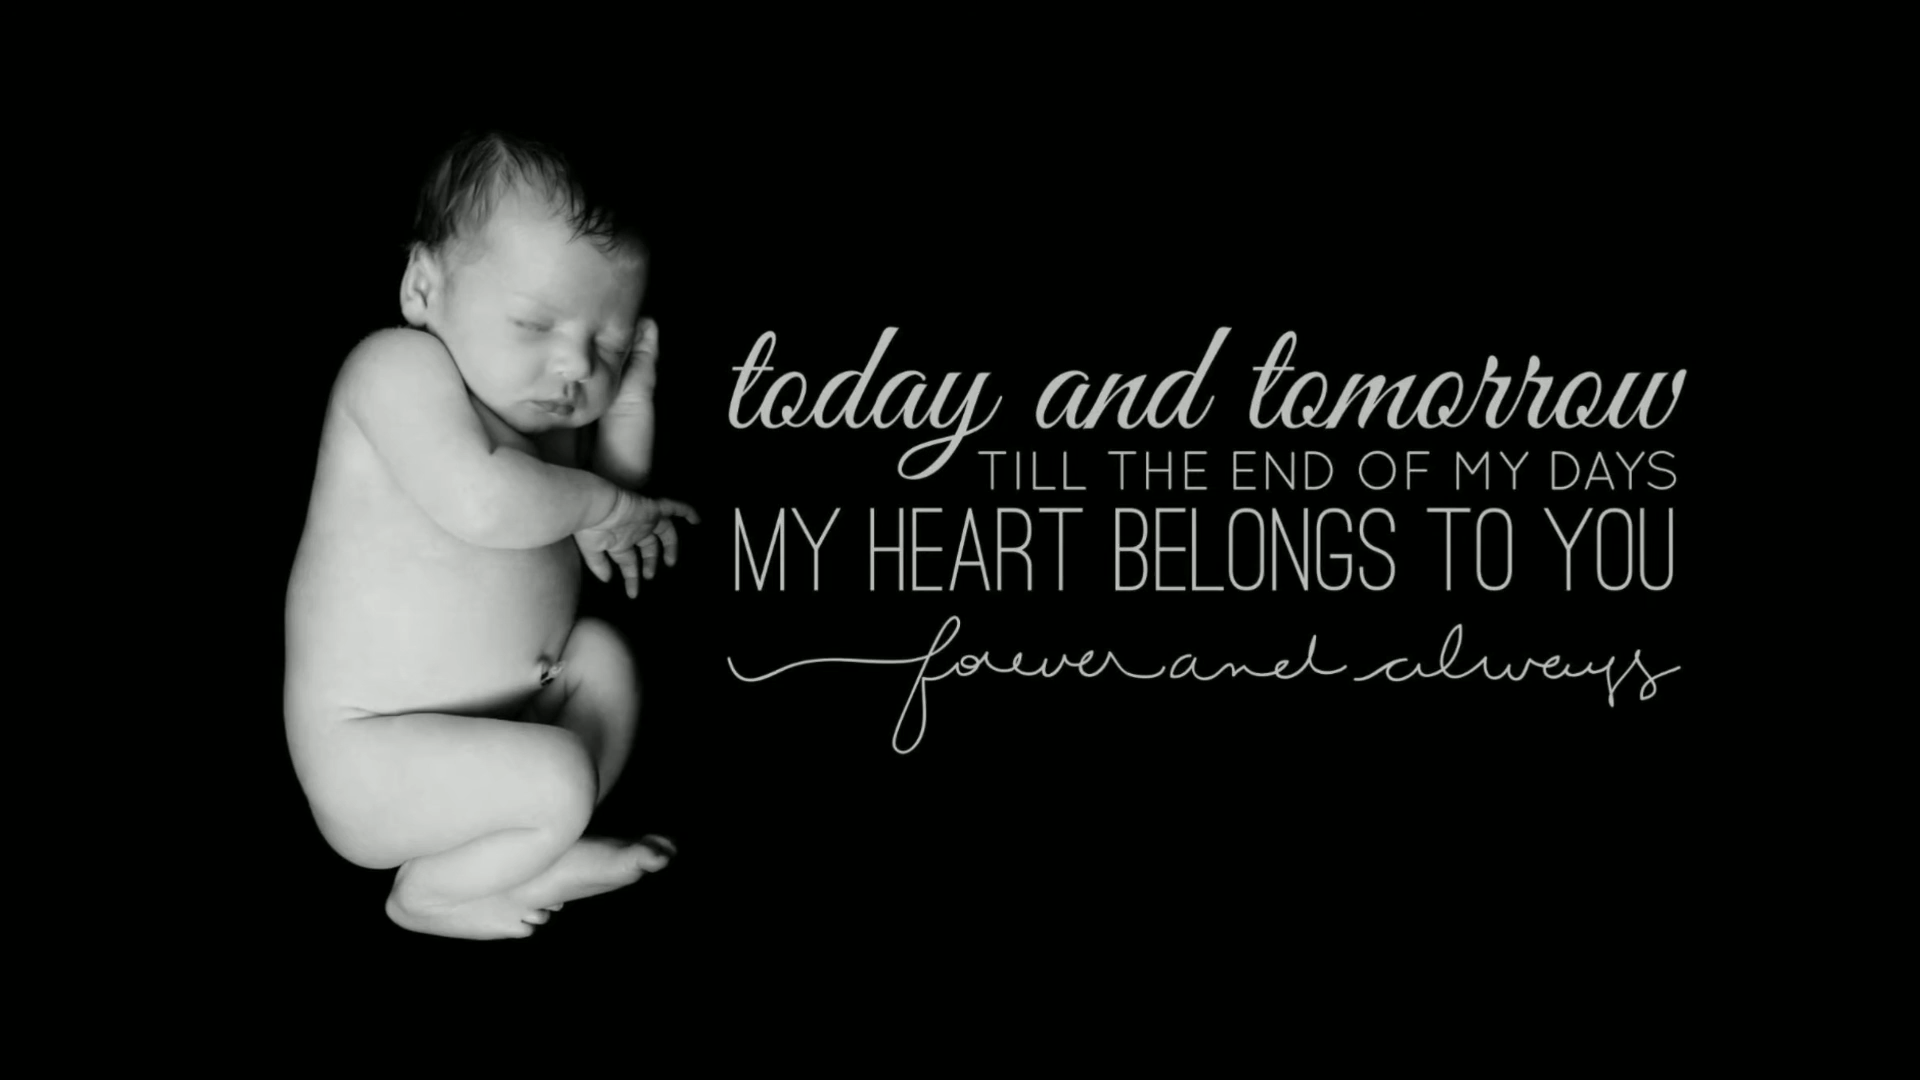 today and tomorrow
TILL THE END OF MY DAYS
MY HEART BELONGS TO YOU
forever and always